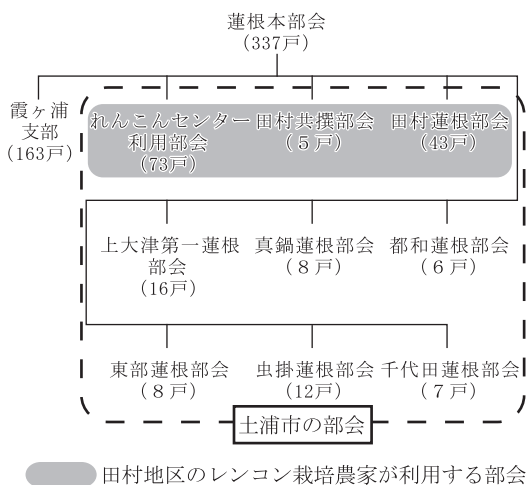 蓮根本部会
(337戸)
霞ヶ浦
支部
(163戸)
れんこんセンター
利用部会
(73戸)
田村共撰部会
(5戸)
田村蓮根部会
(43戸)
上大津第一蓮根
部会
(16戸)
真鍋蓮根部会
(8戸)
都和蓮根部会
(6戸)
東部蓮根部会
(8戸)
虫掛蓮根部会
(12戸)
千代田蓮根部会
(7戸)
土浦市の部会
田村地区のレンコン栽培農家が利用する部会